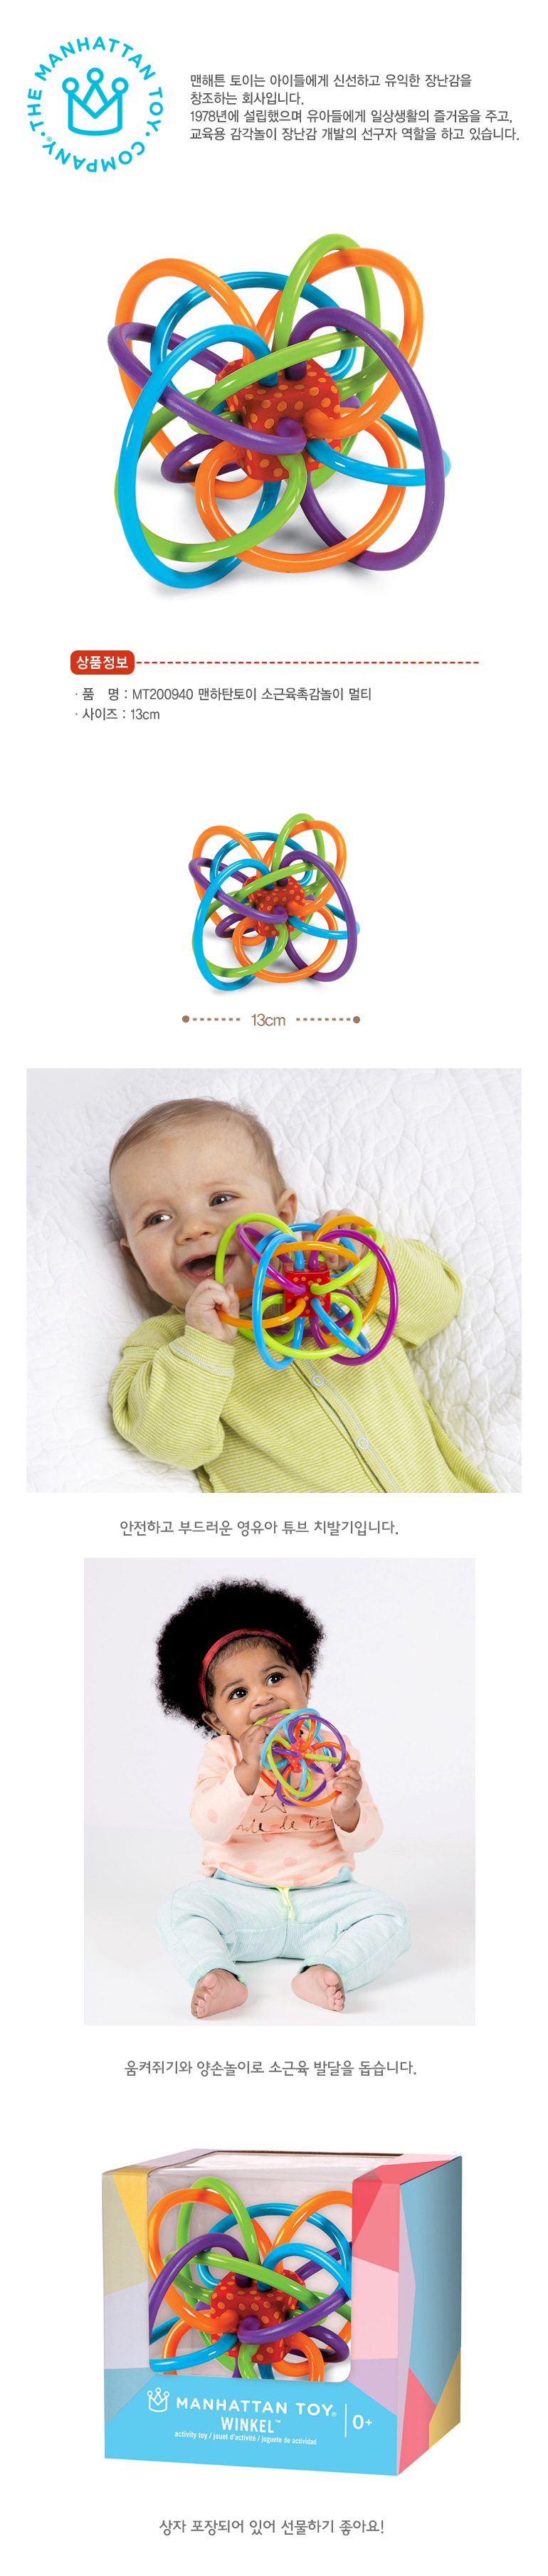 THE MANHATTAN TOY COMPANY
맨해튼 토이는 아이들에게 신선하고 유익한 장난감을
창조하는 회사입니다.
1978년에 설립했으며 유아들에게 일상생활의 즐거움을 주고,
교육용 감각놀이 장난감 개발의 선구자 역할을 하고 있습니다.
상품정보
· 품 명 : MT200940 맨하탄토이 소근육촉감놀이 멀티
· 사이즈 : 13cm
13cm
안전하고 부드러운 영유아 튜브 치발기입니다.
움켜쥐기와 양손놀이로 소근육 발달을 돕습니다.
MANHATTAN TOY®
WINKEL™
0+
activity toy / jouet d'activité / juguete de actividad
상자 포장되어 있어 선물하기 좋아요!